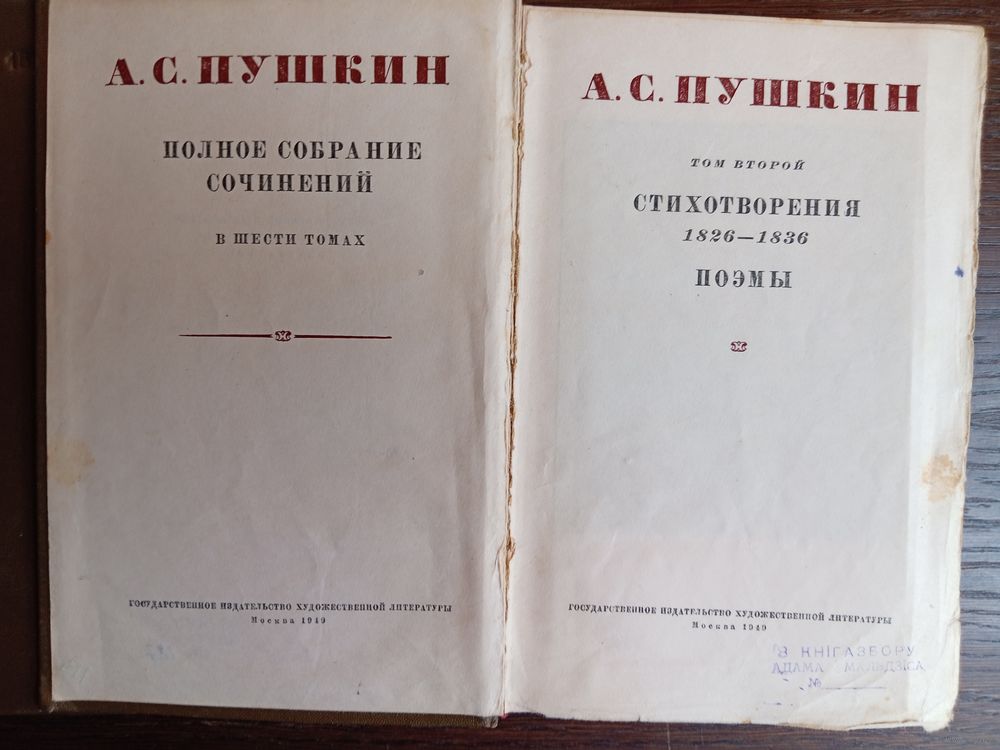 А. С. ПУШКИН
ПОЛНОЕ СОБРАНИЕ
СОЧИНЕНИЙ
В ШЕСТИ ТОМАХ
ГОСУДАРСТВЕННОЕ ИЗДАТЕЛЬСТВО ХУДОЖЕСТВЕННОЙ ЛИТЕРАТУРЫ
Москва 1949
А. С. ПУШКИН
ТОМ ВТОРОЙ
СТИХОТВОРЕНИЯ
1826—1836
ПОЭМЫ
ГОСУДАРСТВЕННОЕ ИЗДАТЕЛЬСТВО ХУДОЖЕСТВЕННОЙ ЛИТЕРАТУРЫ
Москва 1949
З КНІГАЗБОРУ
АДАМА МАЛЬДЗІСА
№